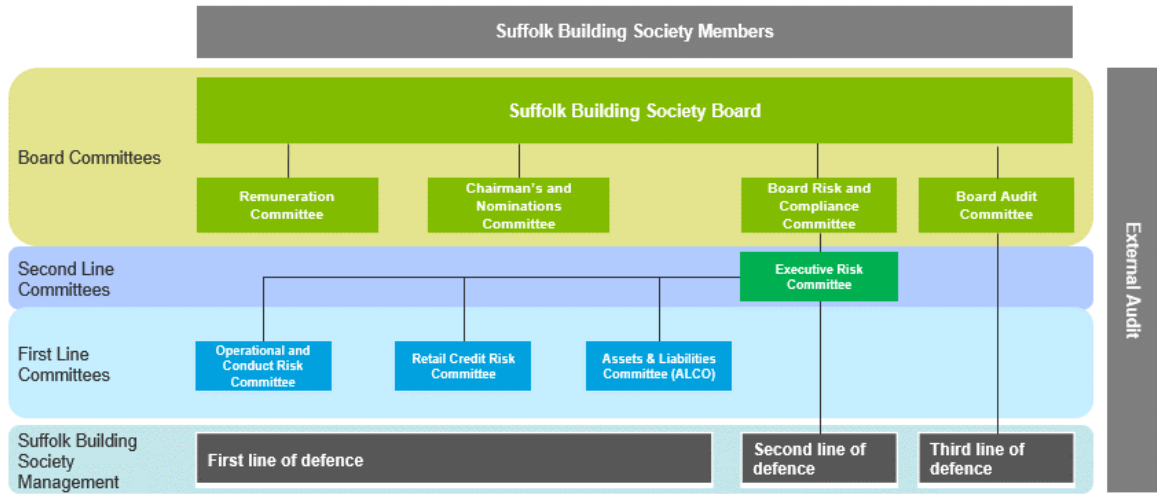 Suffolk Building Society Members
Board Committees
Suffolk Building Society Board
Remuneration
Committee
Chairman's and
Nominations
Committee
Board Risk and
Compliance
Committee
Board Audit
Committee
Second Line
Committees
Executive Risk
Committee
First Line
Committees
Operational and
Conduct Risk
Committee
Retail Credit Risk
Committee
Assets & Liabilities
Committee (ALCO)
Suffolk Building
Society
Management
First line of defence
Second line of
defence
Third line of
defence
External Audit